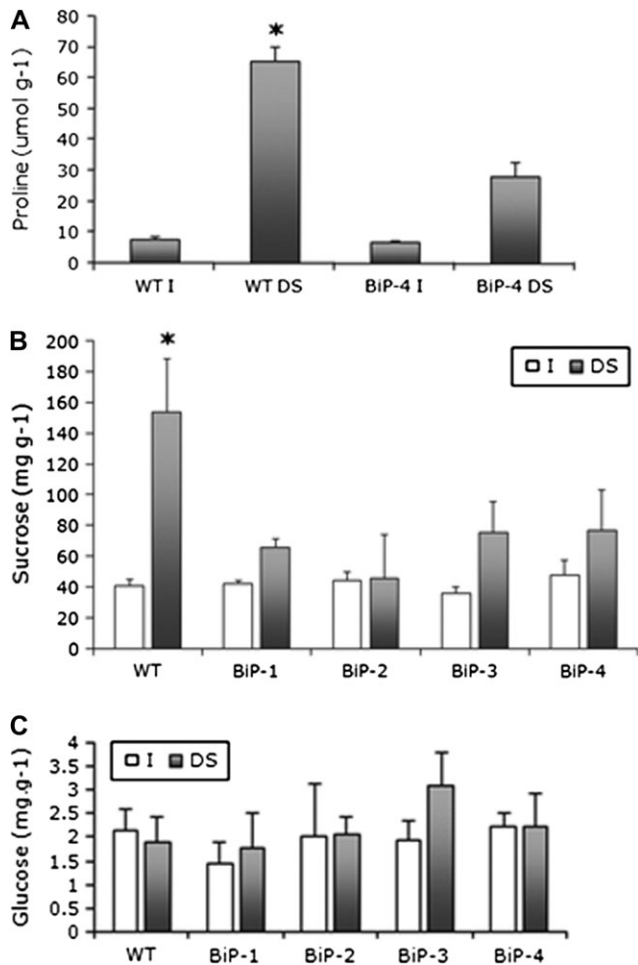 A
Proline (umol g-1)
80
70
60
50
40
30
20
10
0
*
WT I
WT DS
BiP-4 I
BiP-4 DS
B
Sucrose (mg g-1)
200
180
160
140
120
100
80
60
40
20
0
*
I
DS
WT
BiP-1
BiP-2
BiP-3
BiP-4
C
Glucose (mg.g-1)
4
3.5
3
2.5
2
1.5
1
0.5
0
I
DS
WT
BiP-1
BiP-2
BiP-3
BiP-4